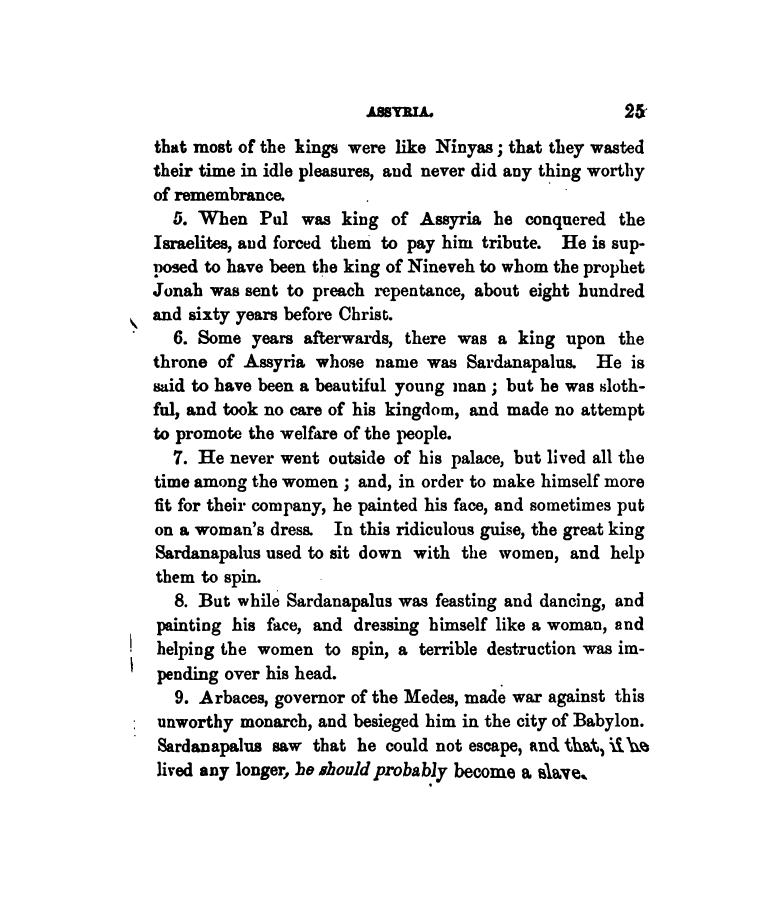 ASSYRIA. 25
that most of the kings were like Ninyas; that they wasted
their time in idle pleasures, and never did any thing worthy
of remembrance.
5. When Pul was king of Assyria he conquered the
Israelites, and forced them to pay him tribute. He is sup-
posed to have been the king of Nineveh to whom the prophet
Jonah was sent to preach repentance, about eight hundred
and sixty years before Christ.
6. Some years afterwards, there was a king upon the
throne of Assyria whose name was Sardanapalus. He is
said to have been a beautiful young man; but he was sloth-
ful, and took no care of his kingdom, and made no attempt
to promote the welfare of the people.
7. He never went outside of his palace, but lived all the
time among the women; and, in order to make himself more
fit for their company, he painted his face, and sometimes put
on a woman's dress. In this ridiculous guise, the great king
Sardanapalus used to sit down with the women, and help
them to spin.
8. But while Sardanapalus was feasting and dancing, and
painting his face, and dressing himself like a woman, and
helping the women to spin, a terrible destruction was im-
pending over his head.
9. Arbaces, governor of the Medes, made war against this
unworthy monarch, and besieged him in the city of Babylon.
Sardanapalus saw that he could not escape, and that, if he
lived any longer, he should probably become a slave.